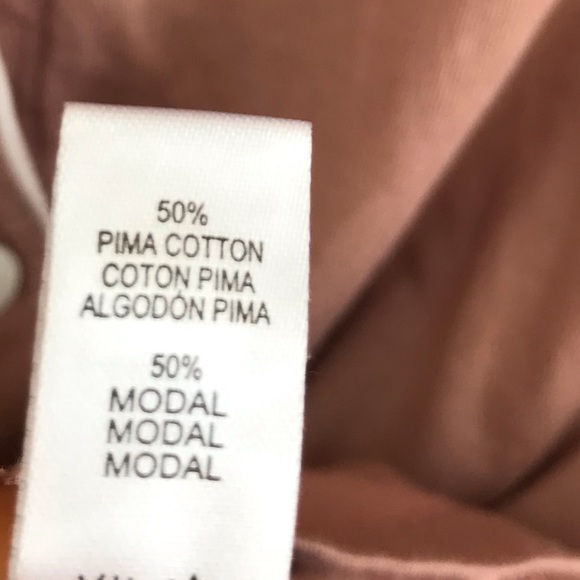 50%
PIMA COTTON
COTON PIMA
ALGODÓN PIMA
50%
MODAL
MODAL
MODAL